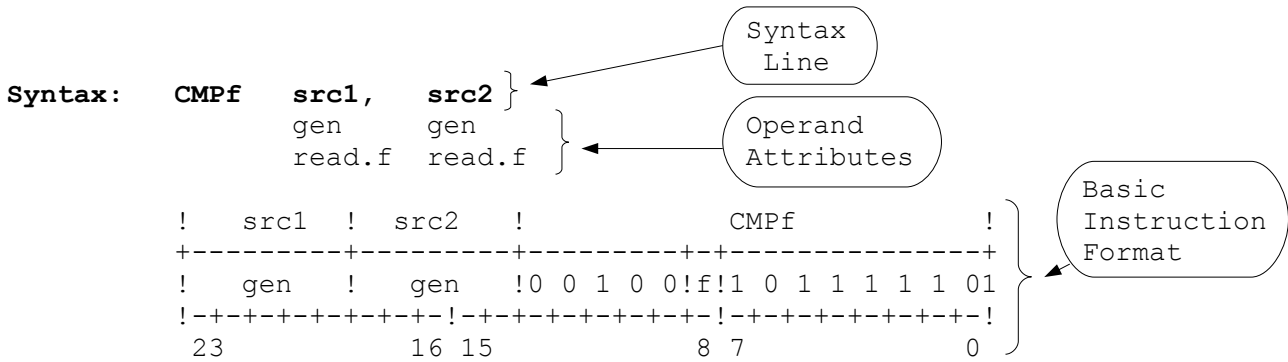 Syntax
Line
Syntax: CMPf src1, src2
gen gen
read.f read.f
Operand
Attributes
Basic
Instruction
Format
! src1 ! src2 ! CMPf !
+---------+---------+---------+-+---------------+
! gen ! gen !0 0 1 0 0!f!1 0 1 1 1 1 1 01
!-+-+-+-+-+-+-+-!-+-+-+-+-+-+-+-!-+-+-+-+-+-+-+-!
23 16 15 8 7 0